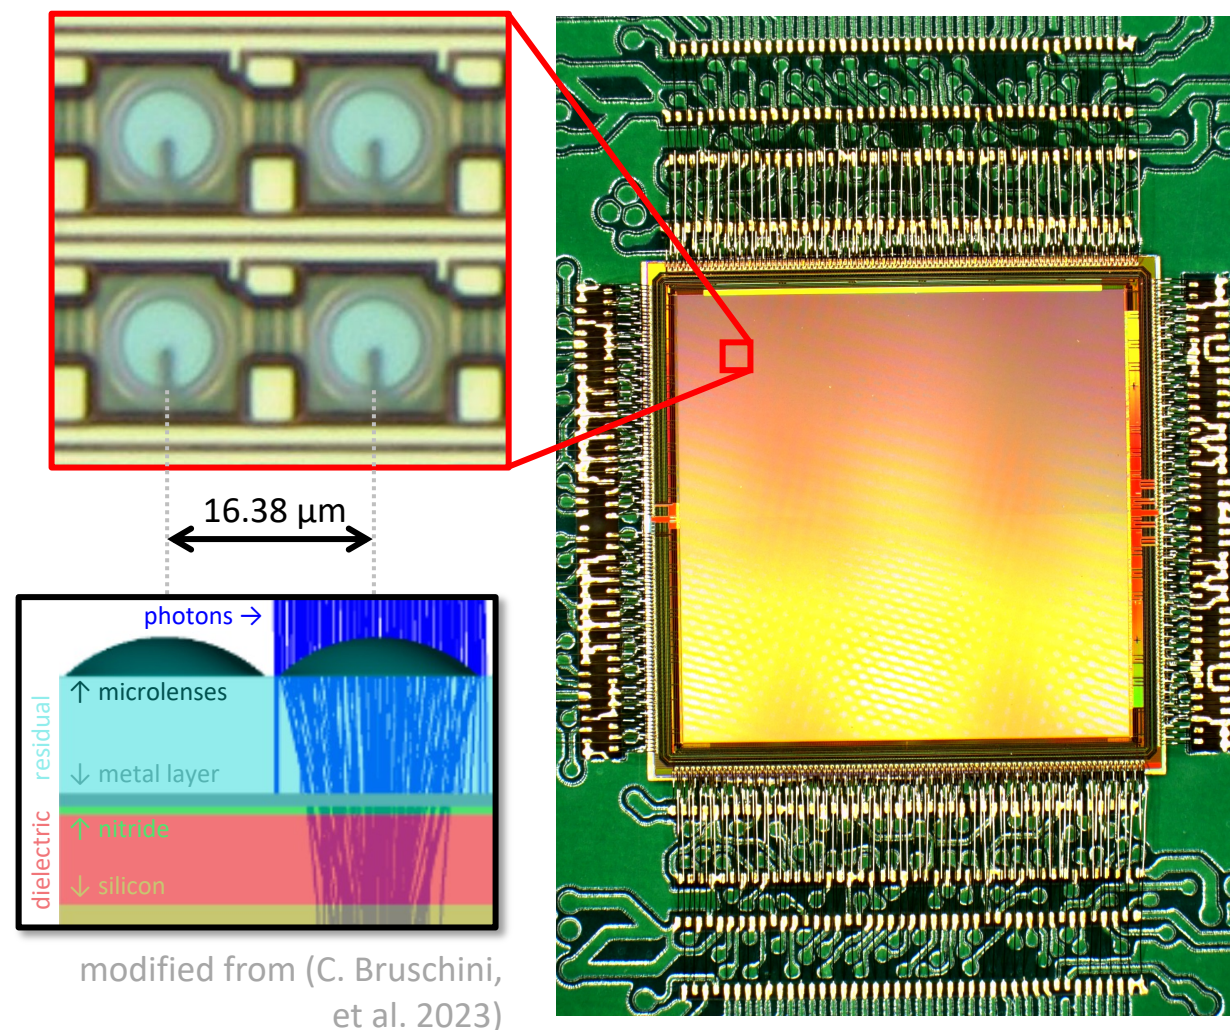 16.38 µm
photons →
↑ microlenses
residual
↓ metal layer
↑ nitride
dielectric
↓ silicon
modified from (C. Bruschini,
et al. 2023)